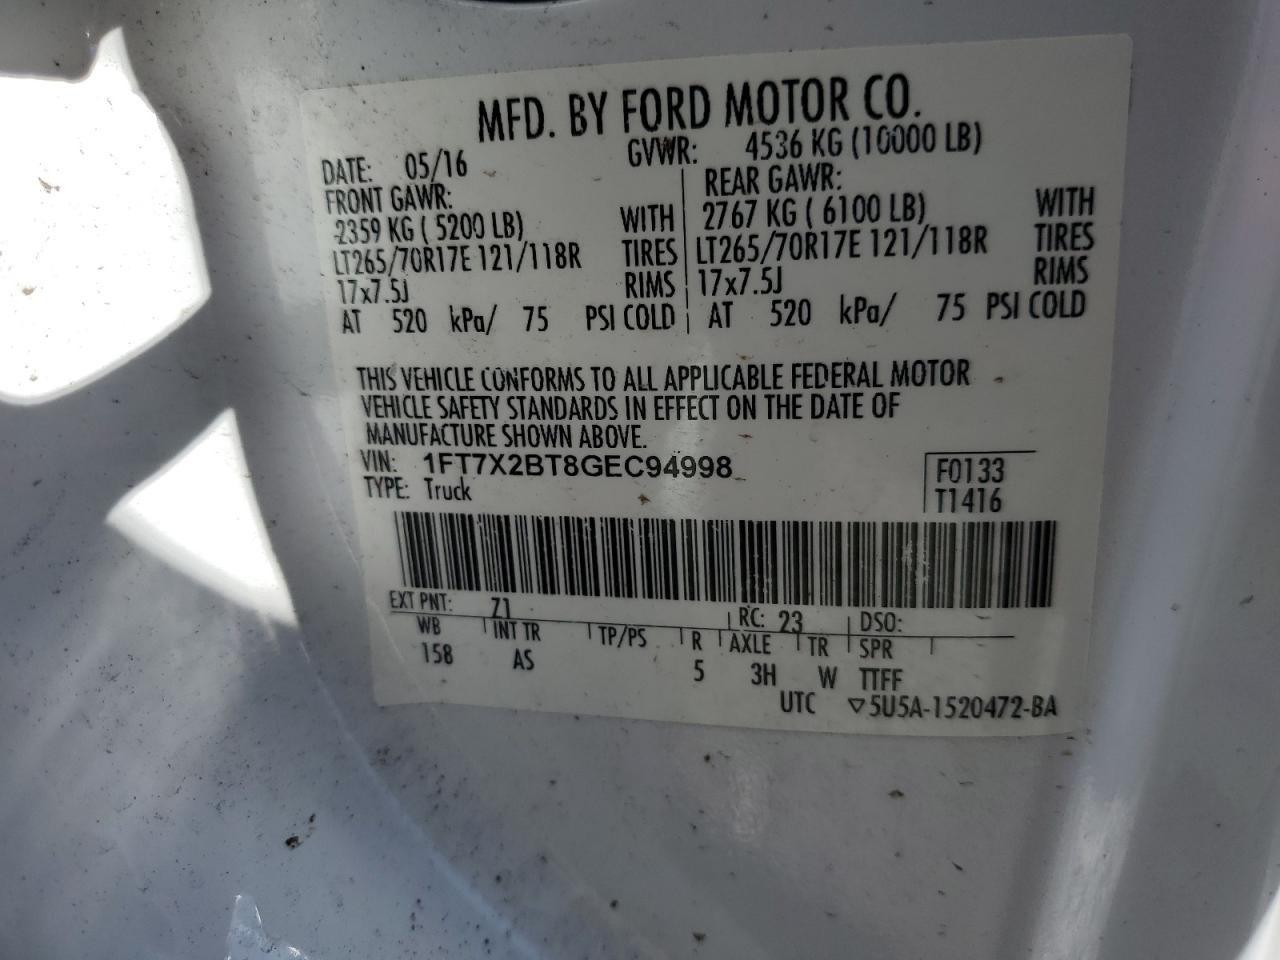 MFD. BY FORD MOTOR CO.
DATE: 05/16 GVWR: 4536 KG (10000 LB)
FRONT GAWR: REAR GAWR:
2359 KG ( 5200 LB) WITH 2767 KG ( 6100 LB) WITH
LT265/70R17E 121/118R TIRES LT265/70R17E 121/118R TIRES
17x7.5J RIMS 17x7.5J RIMS
AT 520 kPa/ 75 PSI COLD AT 520 kPa/ 75 PSI COLD
THIS VEHICLE CONFORMS TO ALL APPLICABLE FEDERAL MOTOR
VEHICLE SAFETY STANDARDS IN EFFECT ON THE DATE OF
MANUFACTURE SHOWN ABOVE.
VIN: 1FT7X2BT8GEC94998 F0133
TYPE: Truck T1416
EXT PNT: Z1 RC: 23 DSO:
WB INT TR TP/PS R AXLE TR SPR
158 AS 5 3H W TTFF
UTC ▽5U5A-1520472-BA